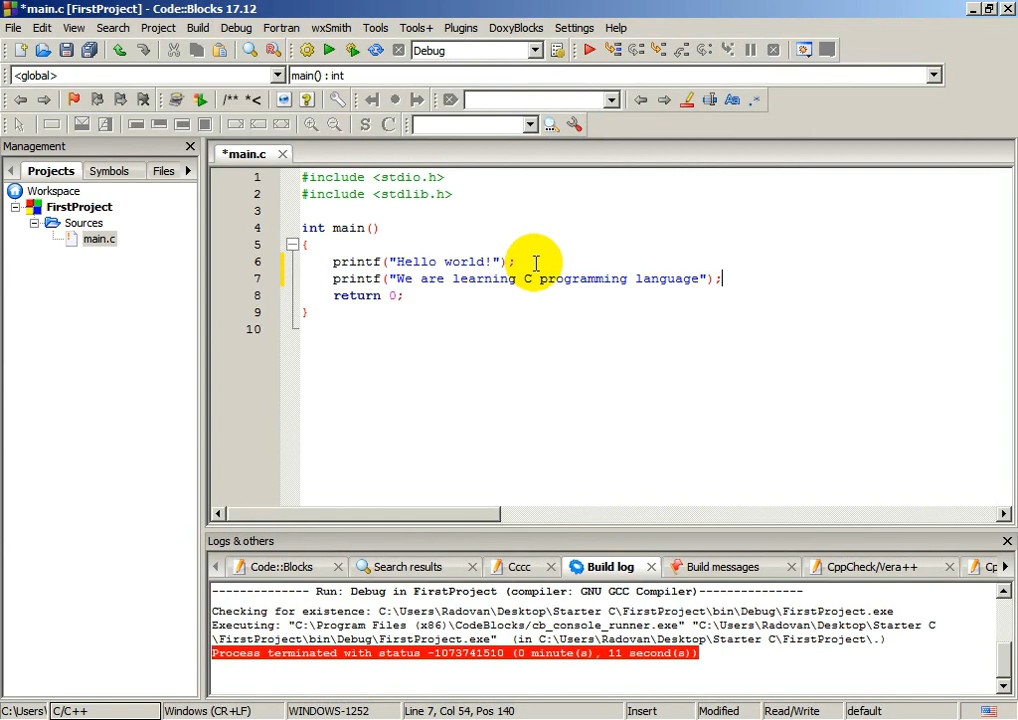 *main.c [FirstProject] - Code::Blocks 17.12
File Edit View Search Project Build Debug Fortran wxSmith Tools Tools+ Plugins DoxyBlocks Settings Help
Debug
<global> main() : int
/** *<
Aa .*
S C
Management
Projects Symbols Files
Workspace
FirstProject
Sources
main.c
*main.c
1 #include <stdio.h>
2 #include <stdlib.h>
3
4 int main()
5 {
6 printf("Hello world!");
7 printf("We are learning C programming language");
8 return 0;
9 }
10
Logs & others
Code::Blocks Search results Cccc Build log Build messages CppCheck/Vera++ Cp
-------------- Run: Debug in FirstProject (compiler: GNU GCC Compiler)---------------
Checking for existence: C:\Users\Radovan\Desktop\Starter C\FirstProject\bin\Debug\FirstProject.exe
Executing: "C:\Program Files (x86)\CodeBlocks/cb_console_runner.exe" "C:\Users\Radovan\Desktop\Starter C
\FirstProject\bin\Debug\FirstProject.exe"  (in C:\Users\Radovan\Desktop\Starter C\FirstProject\.)
Process terminated with status -1073741510 (0 minute(s), 11 second(s))
C:\Users\ C/C++ Windows (CR+LF) WINDOWS-1252 Line 7, Col 54, Pos 140 Insert Modified Read/Write default